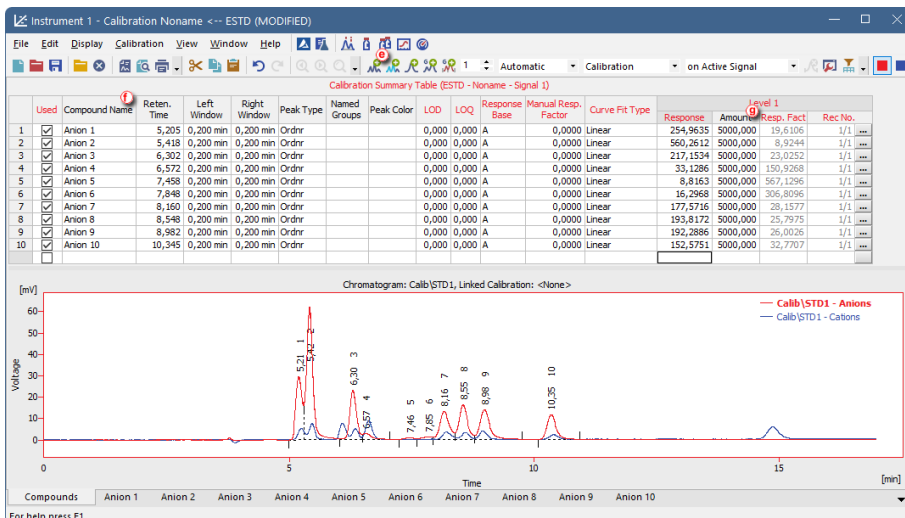 Instrument 1 - Calibration Noname <-- ESTD (MODIFIED)
File Edit Display Calibration View Window Help
e
1 Automatic Calibration on Active Signal
Calibration Summary Table (ESTD - Noname - Signal 1)
f
Used Compound Name Reten. Time Left Window Right Window Peak Type Named Groups Peak Color LOD LOQ Response Base Manual Resp. Factor Curve Fit Type Level 1
g
Response Amount Resp. Fact Rec No.
1 Anion 1 5,205 0,200 min 0,200 min Ordnr 0,000 0,000 A 0,0000 Linear 254,9635 5000,000 19,6106 1/1 ...
2 Anion 2 5,418 0,200 min 0,200 min Ordnr 0,000 0,000 A 0,0000 Linear 560,2612 5000,000 8,9244 1/1 ...
3 Anion 3 6,302 0,200 min 0,200 min Ordnr 0,000 0,000 A 0,0000 Linear 217,1534 5000,000 23,0252 1/1 ...
4 Anion 4 6,572 0,200 min 0,200 min Ordnr 0,000 0,000 A 0,0000 Linear 33,1286 5000,000 150,9268 1/1 ...
5 Anion 5 7,458 0,200 min 0,200 min Ordnr 0,000 0,000 A 0,0000 Linear 8,8163 5000,000 567,1296 1/1 ...
6 Anion 6 7,848 0,200 min 0,200 min Ordnr 0,000 0,000 A 0,0000 Linear 16,2968 5000,000 306,8096 1/1 ...
7 Anion 7 8,160 0,200 min 0,200 min Ordnr 0,000 0,000 A 0,0000 Linear 177,5716 5000,000 28,1577 1/1 ...
8 Anion 8 8,548 0,200 min 0,200 min Ordnr 0,000 0,000 A 0,0000 Linear 193,8172 5000,000 25,7975 1/1 ...
9 Anion 9 8,982 0,200 min 0,200 min Ordnr 0,000 0,000 A 0,0000 Linear 192,2886 5000,000 26,0026 1/1 ...
10 Anion 10 10,345 0,200 min 0,200 min Ordnr 0,000 0,000 A 0,0000 Linear 152,5751 5000,000 32,7707 1/1 ...
Chromatogram: Calib\STD1, Linked Calibration: <None>
[mV]
Calib\STD1 - Anions
Calib\STD1 - Cations
60
50
40
30
20
10
0
Voltage
5,21 1
5,42 2
6,30 3
6,57 4
7,46 5
7,85 6
8,16 7
8,55 8
8,98 9
10,35 10
0 5 10 15
Time [min]
Compounds Anion 1 Anion 2 Anion 3 Anion 4 Anion 5 Anion 6 Anion 7 Anion 8 Anion 9 Anion 10
For help press F1